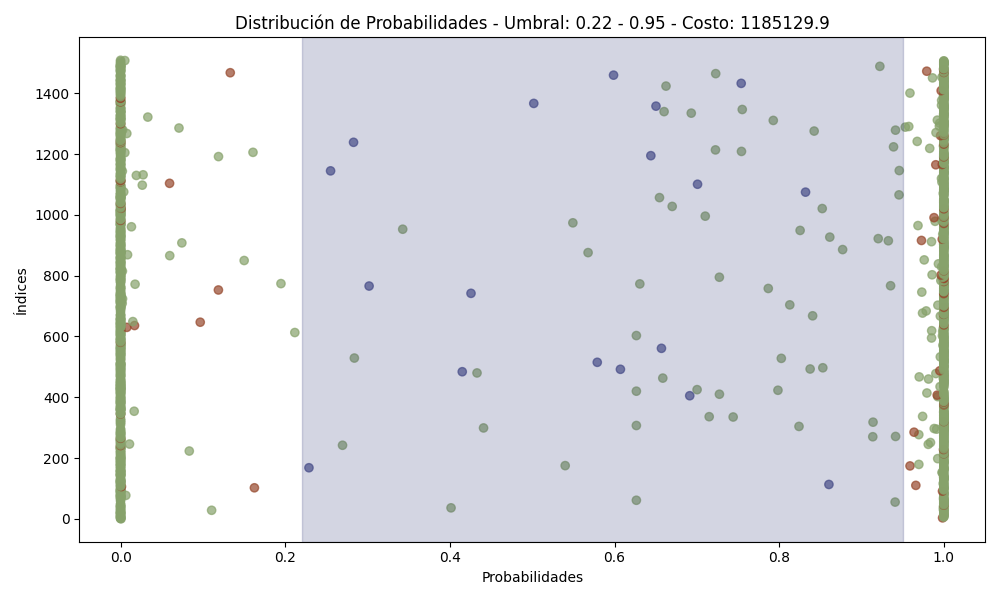 Distribución de Probabilidades - Umbral: 0.22 - 0.95 - Costo: 1185129.9
Índices
1400
1200
1000
800
600
400
200
0
0.0 0.2 0.4 0.6 0.8 1.0
Probabilidades